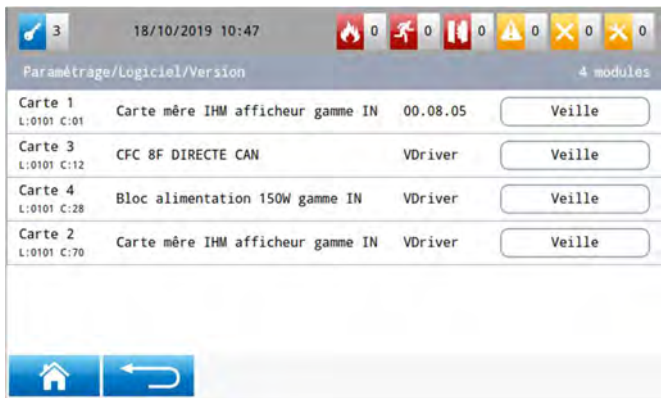 3 18/10/2019 10:47 0 0 0 0 0 0
Paramétrage/Logiciel/Version 4 modules
Carte 1
L:0101 C:01
Carte mêre IHM afficheur gamme IN 00.08.05 Veille
Carte 3
L:0101 C:12
CFC 8F DIRECTE CAN VDriver Veille
Carte 4
L:0101 C:28
Bloc alimentation 150W gamme IN VDriver Veille
Carte 2
L:0101 C:70
Carte mêre IHM afficheur gamme IN VDriver Veille